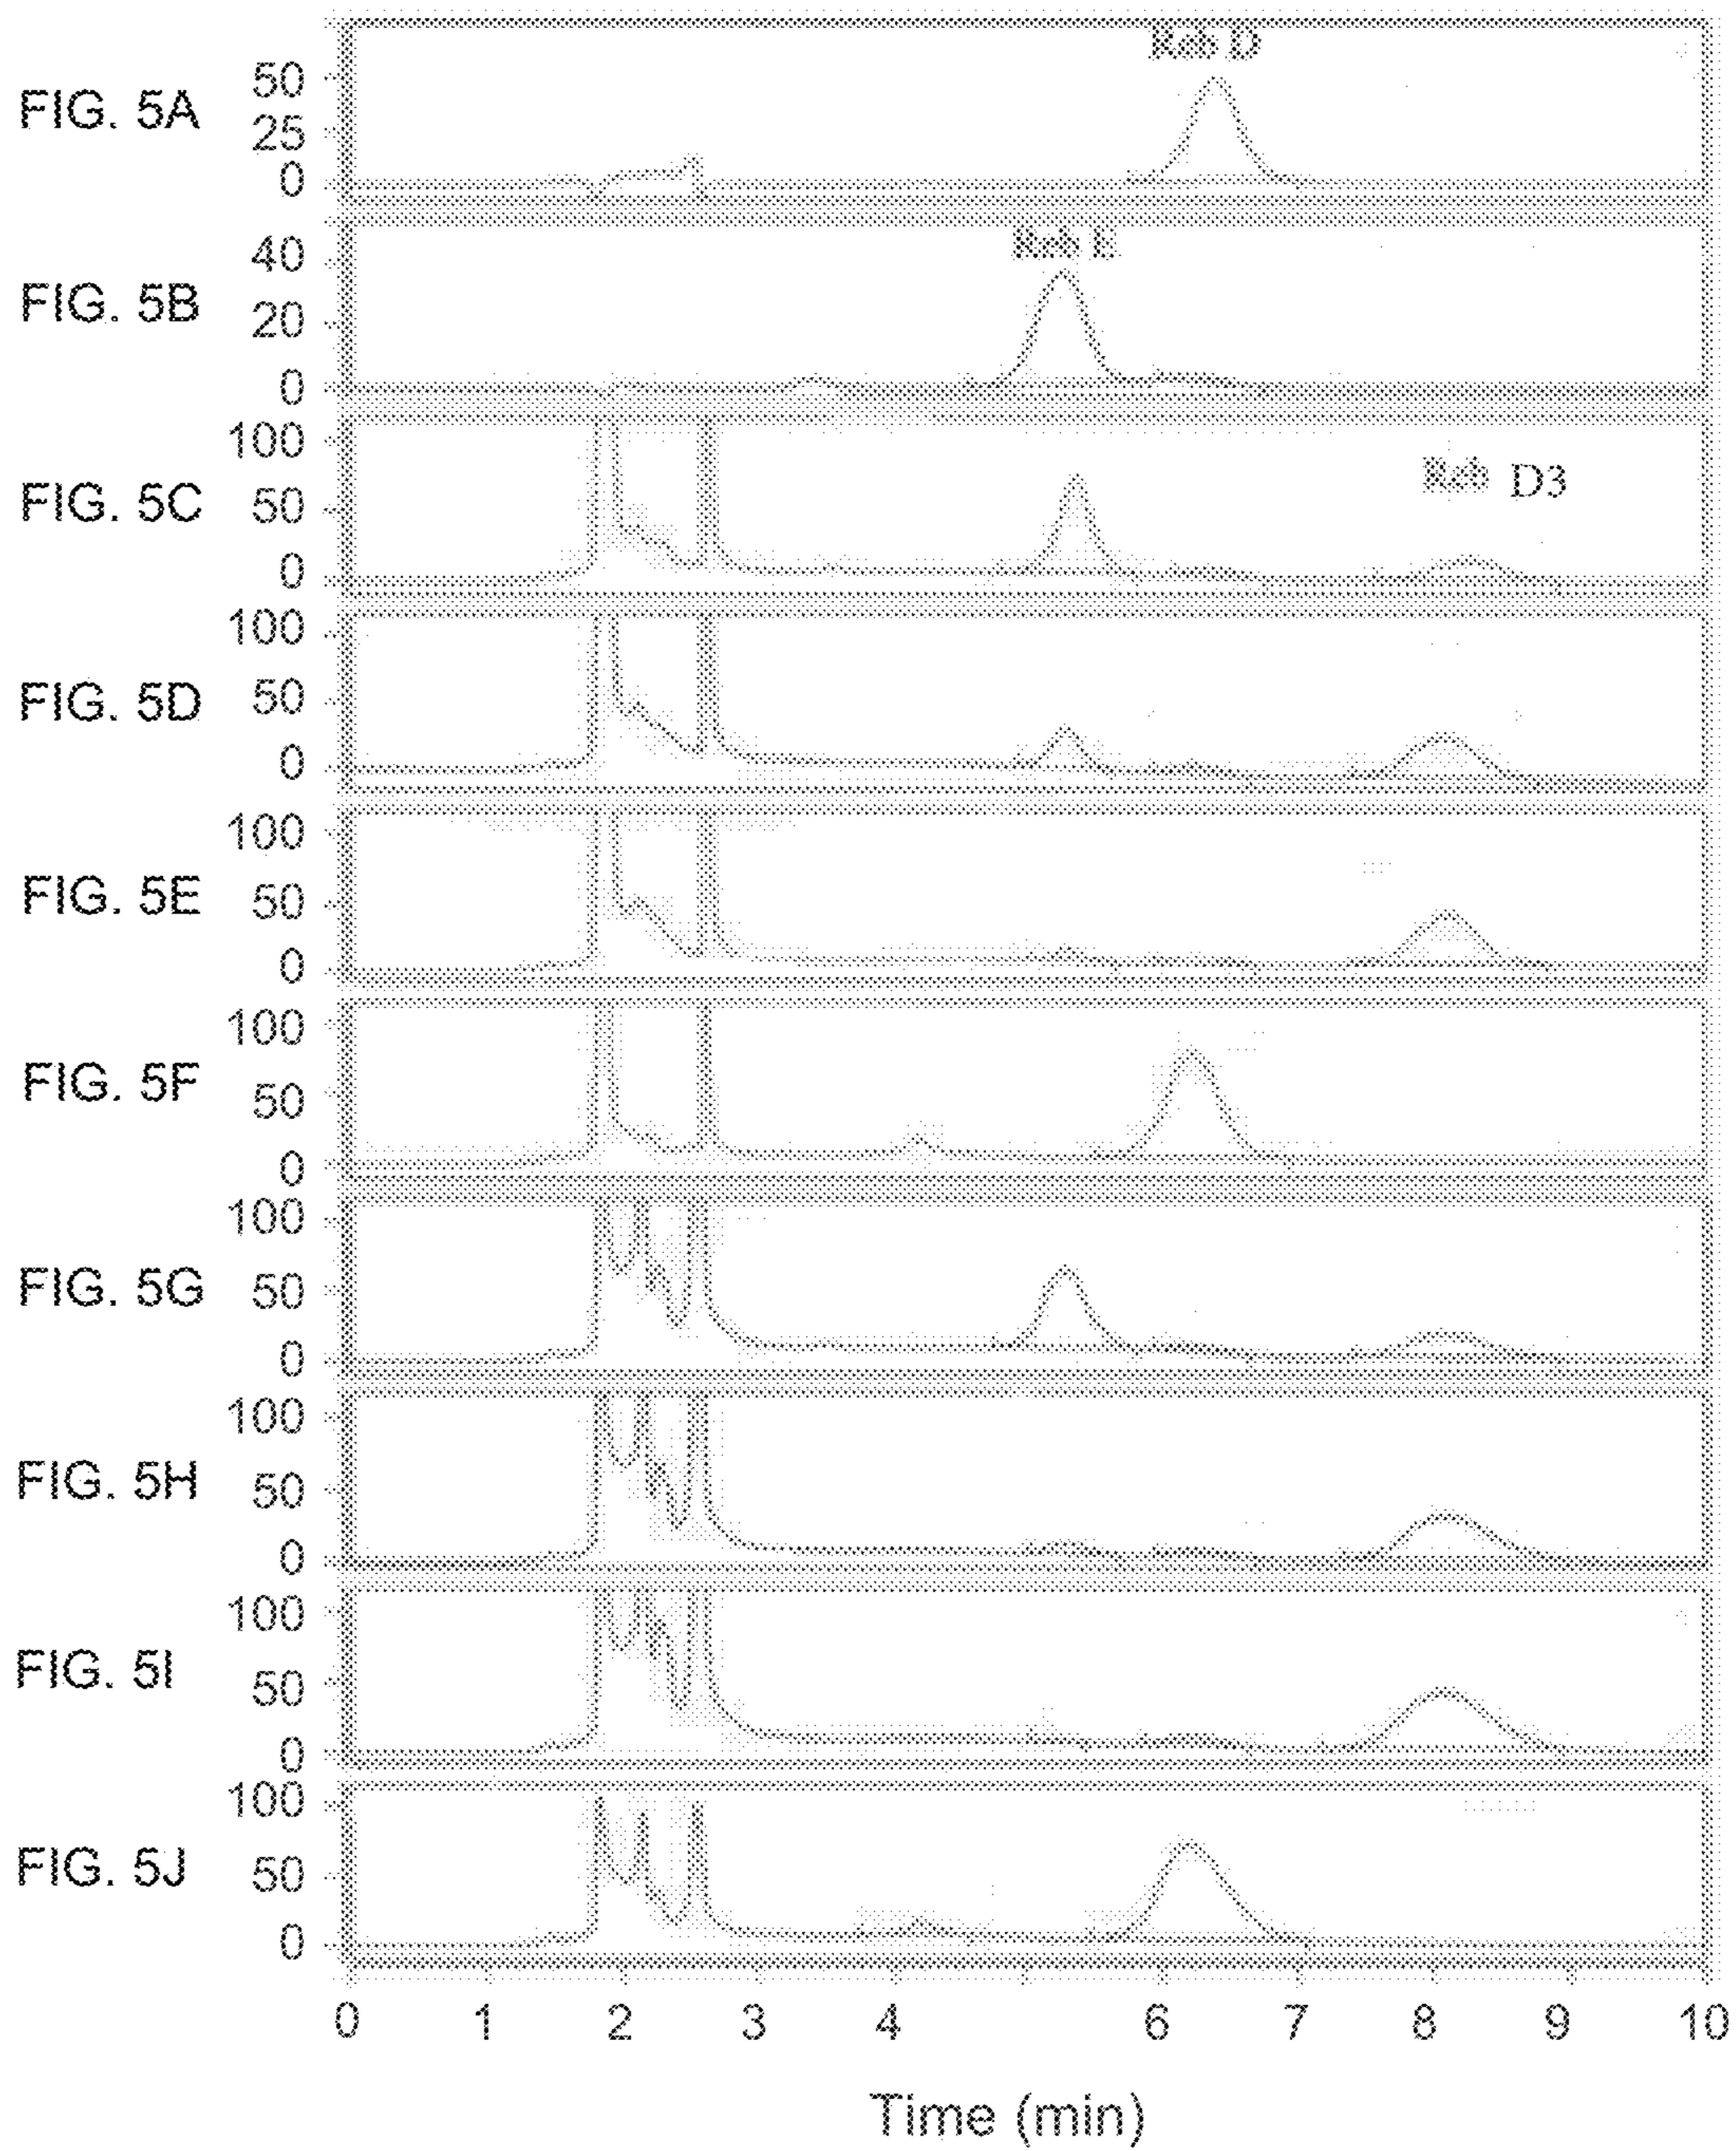 FIG. 5A
50
25
0
Reb D
FIG. 5B
40
20
0
Reb E
FIG. 5C
100
50
0
Reb D3
FIG. 5D
100
50
0
FIG. 5E
100
50
0
FIG. 5F
100
50
0
FIG. 5G
100
50
0
FIG. 5H
100
50
0
FIG. 5I
100
50
0
FIG. 5J
100
50
0
0 1 2 3 4 6 7 8 9 10
Time (min)